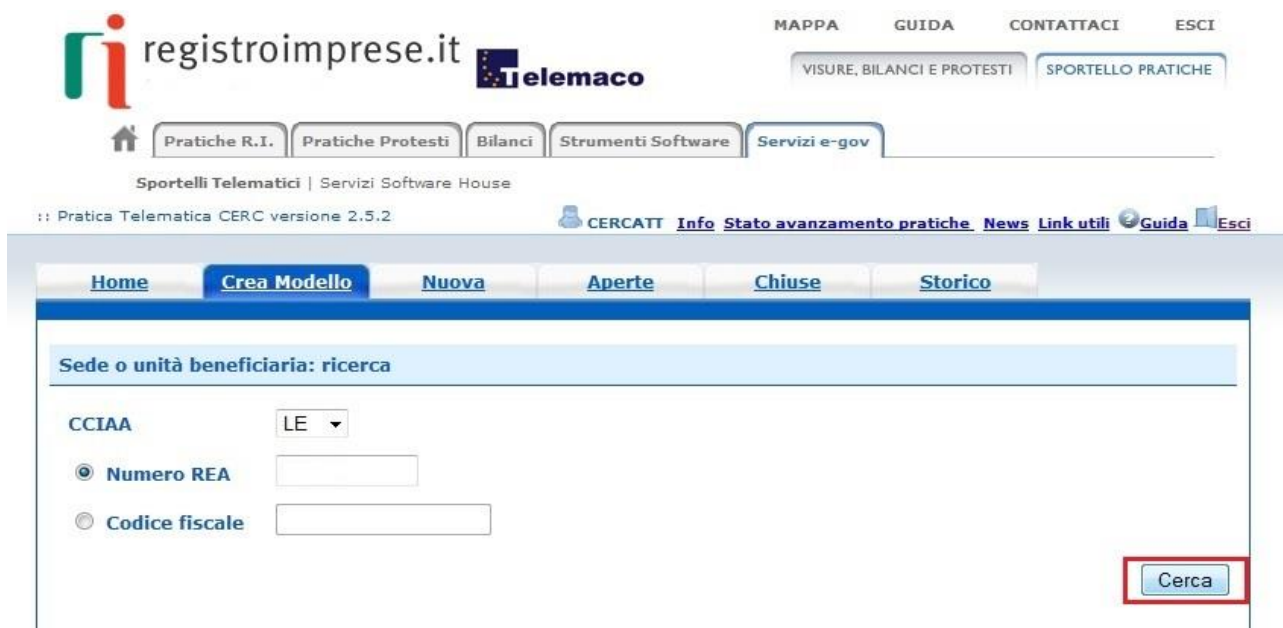 MAPPA GUIDA CONTATTACI ESCI
registroimprese.it Telemaco
VISURE, BILANCI E PROTESTI SPORTELLO PRATICHE
Pratiche R.I. Pratiche Protesti Bilanci Strumenti Software Servizi e-gov
Sportelli Telematici | Servizi Software House
:: Pratica Telematica CERC versione 2.5.2 CERCATT Info Stato avanzamento pratiche News Link utili Guida Esci
Home Crea Modello Nuova Aperte Chiuse Storico
Sede o unità beneficiaria: ricerca
CCIAA LE
Numero REA
Codice fiscale
Cerca